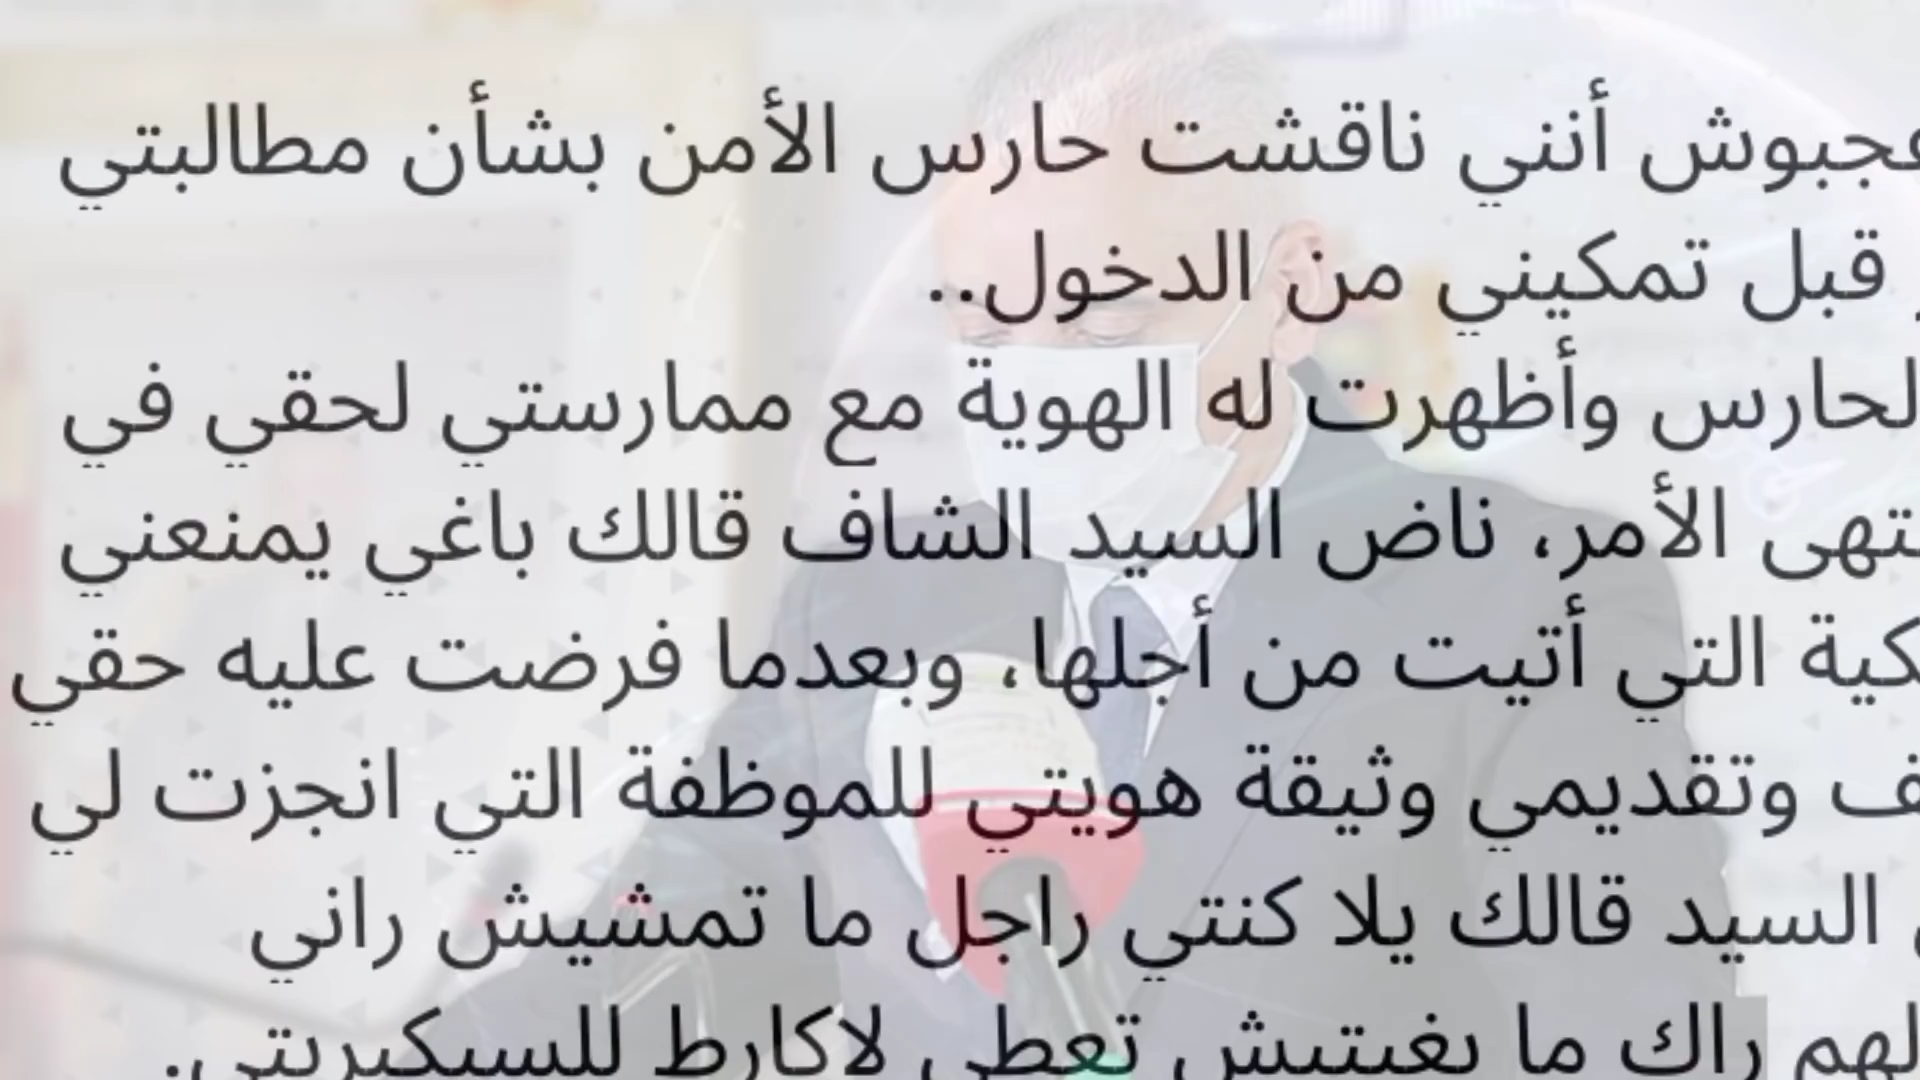 عجبوش أنني ناقشت حارس الأمن بشأن مطالبتي
قبل تمكيني من الدخول..
لحارس وأظهرت له الهوية مع ممارستي لحقي في
تهى الأمر، ناض السيد الشاف قالك باغي يمنعني
كية التي أتيت من أجلها، وبعدما فرضت عليه حقي
ف وتقديمي وثيقة هويتي للموظفة التي انجزت لي
السيد قالك يلا كنتي راجل ما تمشيش راني
لهم راك ما بغيتيش تعطي لاكارط للسيكيريتي.